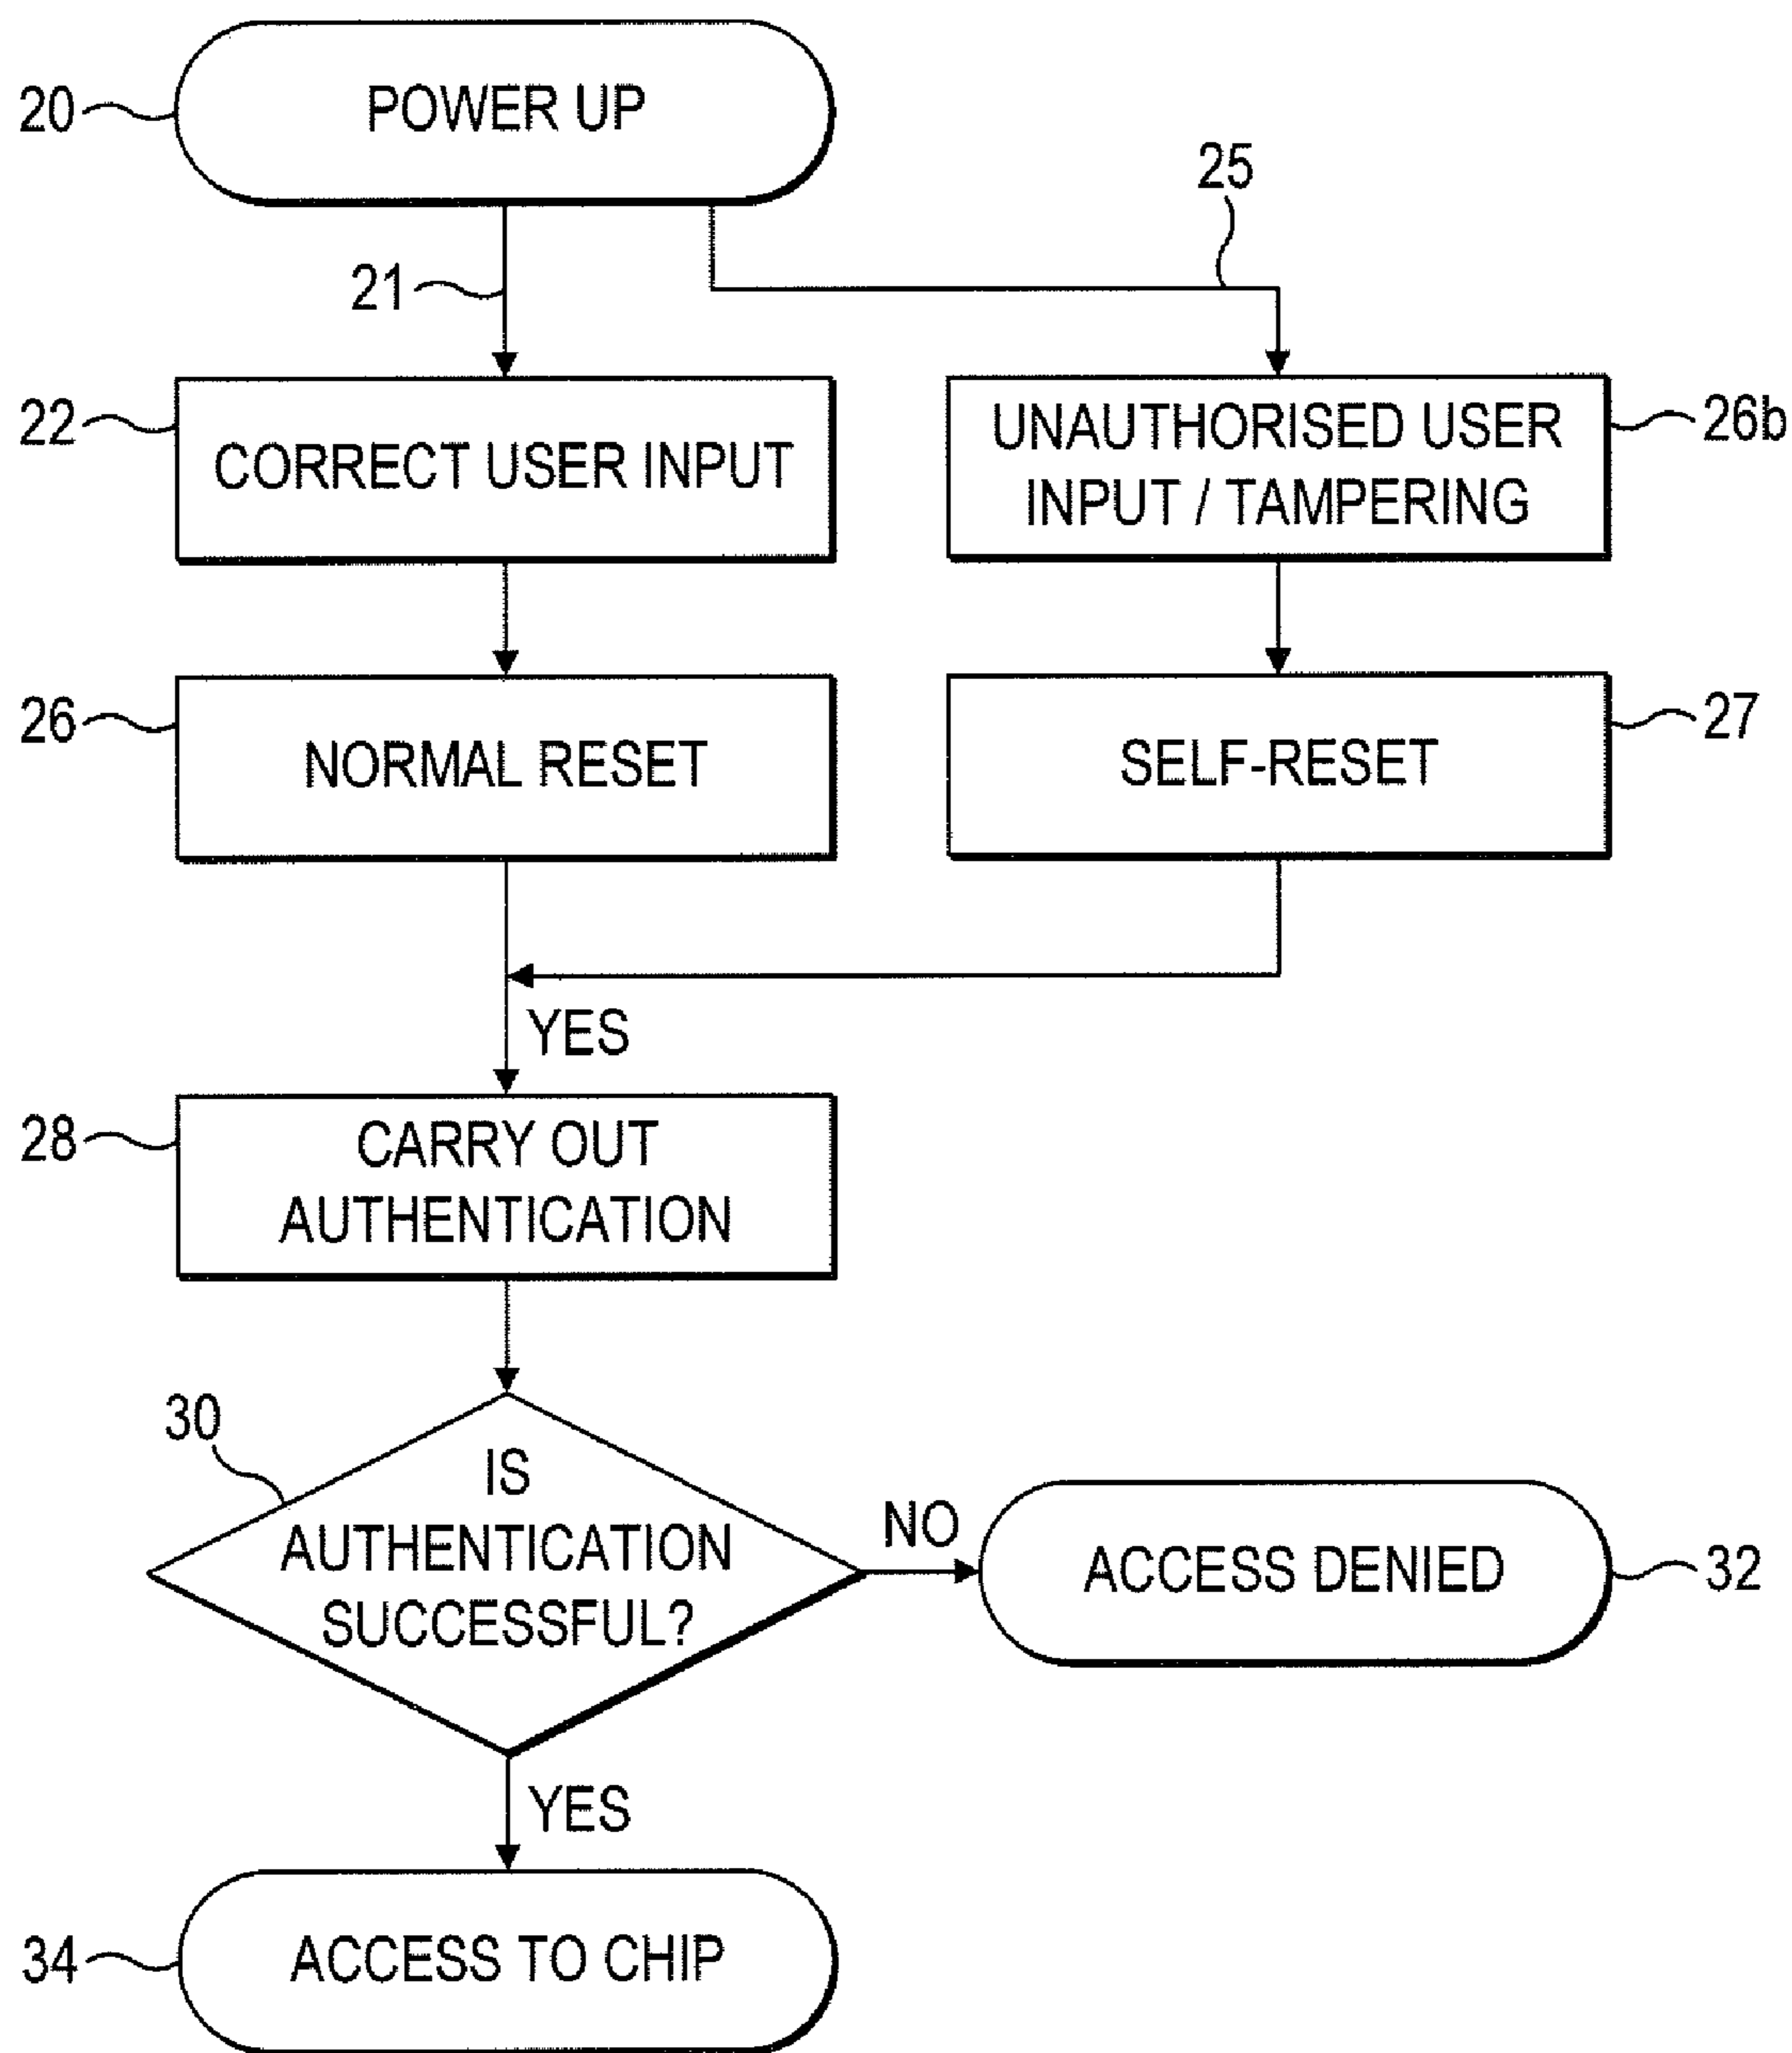 20
POWER UP
25
21
22
CORRECT USER INPUT
UNAUTHORISED USER
INPUT / TAMPERING
26b
26
NORMAL RESET
SELF-RESET
27
YES
28
CARRY OUT
AUTHENTICATION
30
IS
AUTHENTICATION
SUCCESSFUL?
NO
ACCESS DENIED
32
YES
34
ACCESS TO CHIP